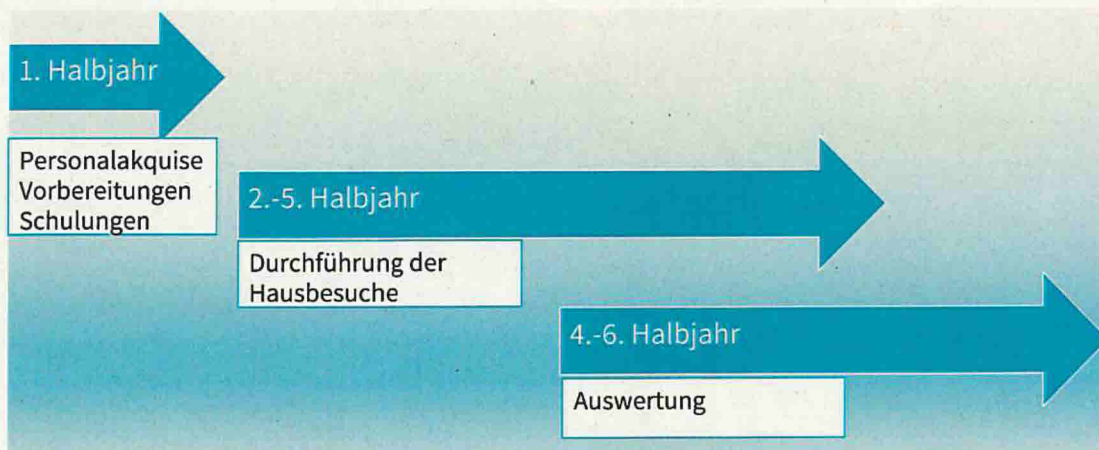 1. Halbjahr
Personalakquise
Vorbereitungen
Schulungen
2.-5. Halbjahr
Durchführung der
Hausbesuche
4.-6. Halbjahr
Auswertung